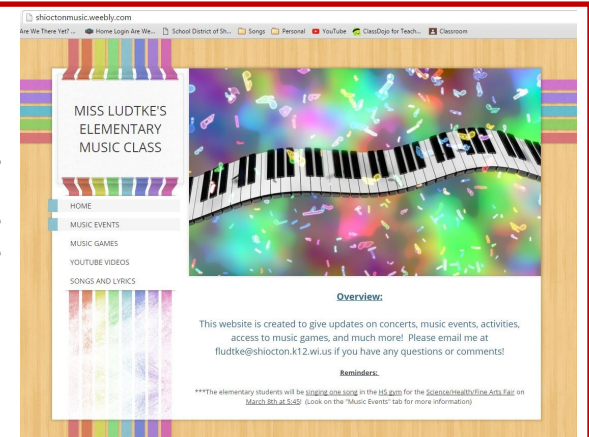 shioctonmusic.weebly.com
Are We There Yet? ... Home Login Are We... School District of Sh... Songs Personal YouTube ClassDojo for Teach... Classroom
MISS LUDTKE'S
ELEMENTARY
MUSIC CLASS
HOME
MUSIC EVENTS
MUSIC GAMES
YOUTUBE VIDEOS
SONGS AND LYRICS
Overview:
This website is created to give updates on concerts, music events, activities,
access to music games, and much more! Please email me at
fludtke@shiocton.k12.wi.us if you have any questions or comments!
Reminders:
***The elementary students will be singing one song in the HS gym for the Science/Health/Fine Arts Fair on
March 8th at 5:45! (Look on the "Music Events" tab for more information)